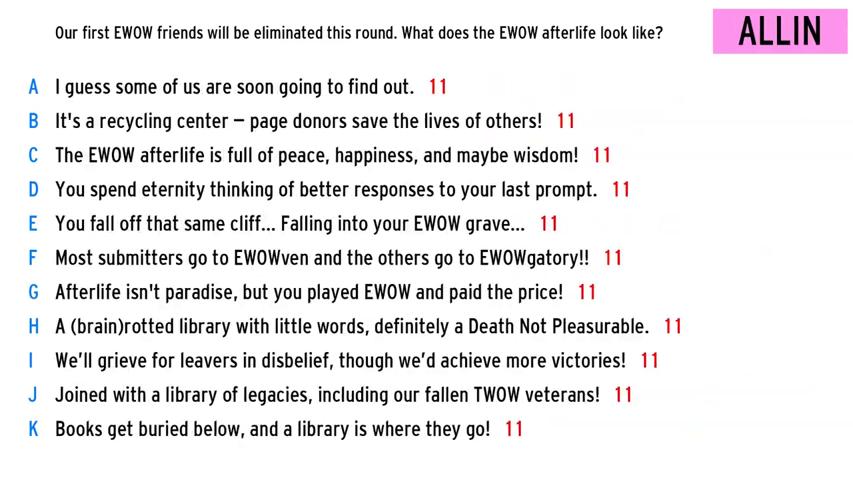 Our first EWOW friends will be eliminated this round. What does the EWOW afterlife look like?
ALLIN
A I guess some of us are soon going to find out. 11
B It's a recycling center – page donors save the lives of others! 11
C The EWOW afterlife is full of peace, happiness, and maybe wisdom! 11
D You spend eternity thinking of better responses to your last prompt. 11
E You fall off that same cliff... Falling into your EWOW grave... 11
F Most submitters go to EWOWven and the others go to EWOWgatory!! 11
G Afterlife isn't paradise, but you played EWOW and paid the price! 11
H A (brain)rotted library with little words, definitely a Death Not Pleasurable. 11
I We’ll grieve for leavers in disbelief, though we’d achieve more victories! 11
J Joined with a library of legacies, including our fallen TWOW veterans! 11
K Books get buried below, and a library is where they go! 11